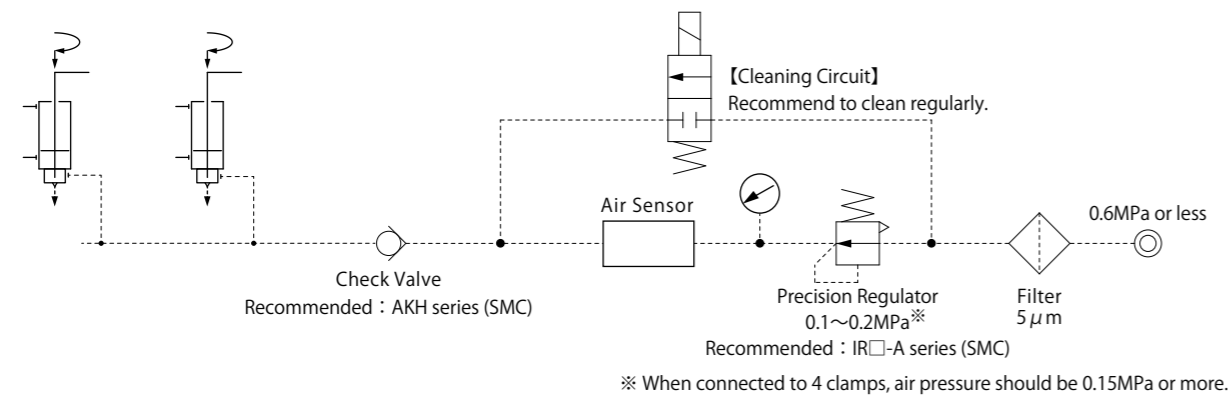 【Cleaning Circuit】
Recommend to clean regularly.
Air Sensor
0.6MPa or less
Check Valve
Recommended：AKH series (SMC)
Precision Regulator
0.1～0.2MPa※
Recommended：IR□-A series (SMC)
Filter
5μm
※ When connected to 4 clamps, air pressure should be 0.15MPa or more.